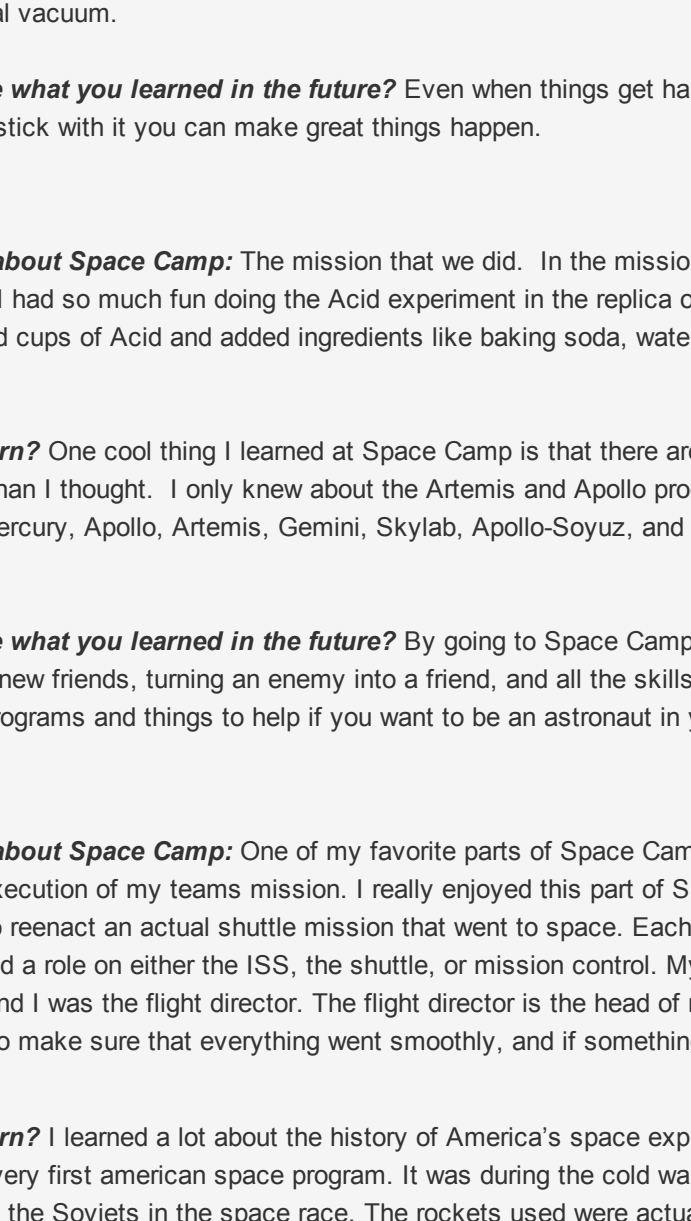 al vacuum.
e what you learned in the future? Even when things get ha
stick with it you can make great things happen.
about Space Camp: The mission that we did.  In the missio
I had so much fun doing the Acid experiment in the replica o
d cups of Acid and added ingredients like baking soda, wate
rn? One cool thing I learned at Space Camp is that there are
han I thought.  I only knew about the Artemis and Apollo pro
ercury, Apollo, Artemis, Gemini, Skylab, Apollo-Soyuz, and
e what you learned in the future? By going to Space Camp
new friends, turning an enemy into a friend, and all the skills
rograms and things to help if you want to be an astronaut in y
about Space Camp: One of my favorite parts of Space Cam
xecution of my teams mission. I really enjoyed this part of S
o reenact an actual shuttle mission that went to space. Each
d a role on either the ISS, the shuttle, or mission control. My
nd I was the flight director. The flight director is the head of
o make sure that everything went smoothly, and if somethin
rn? I learned a lot about the history of America’s space exp
very first american space program. It was during the cold wa
the Soviets in the space race. The rockets used were actua